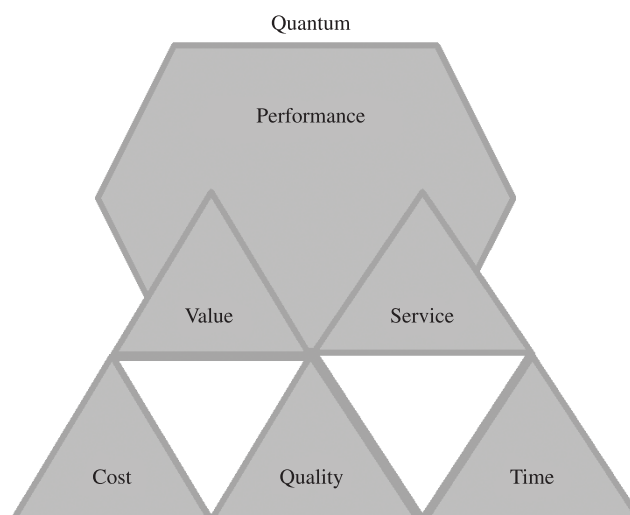 Quantum
Performance
Value
Service
Cost
Quality
Time